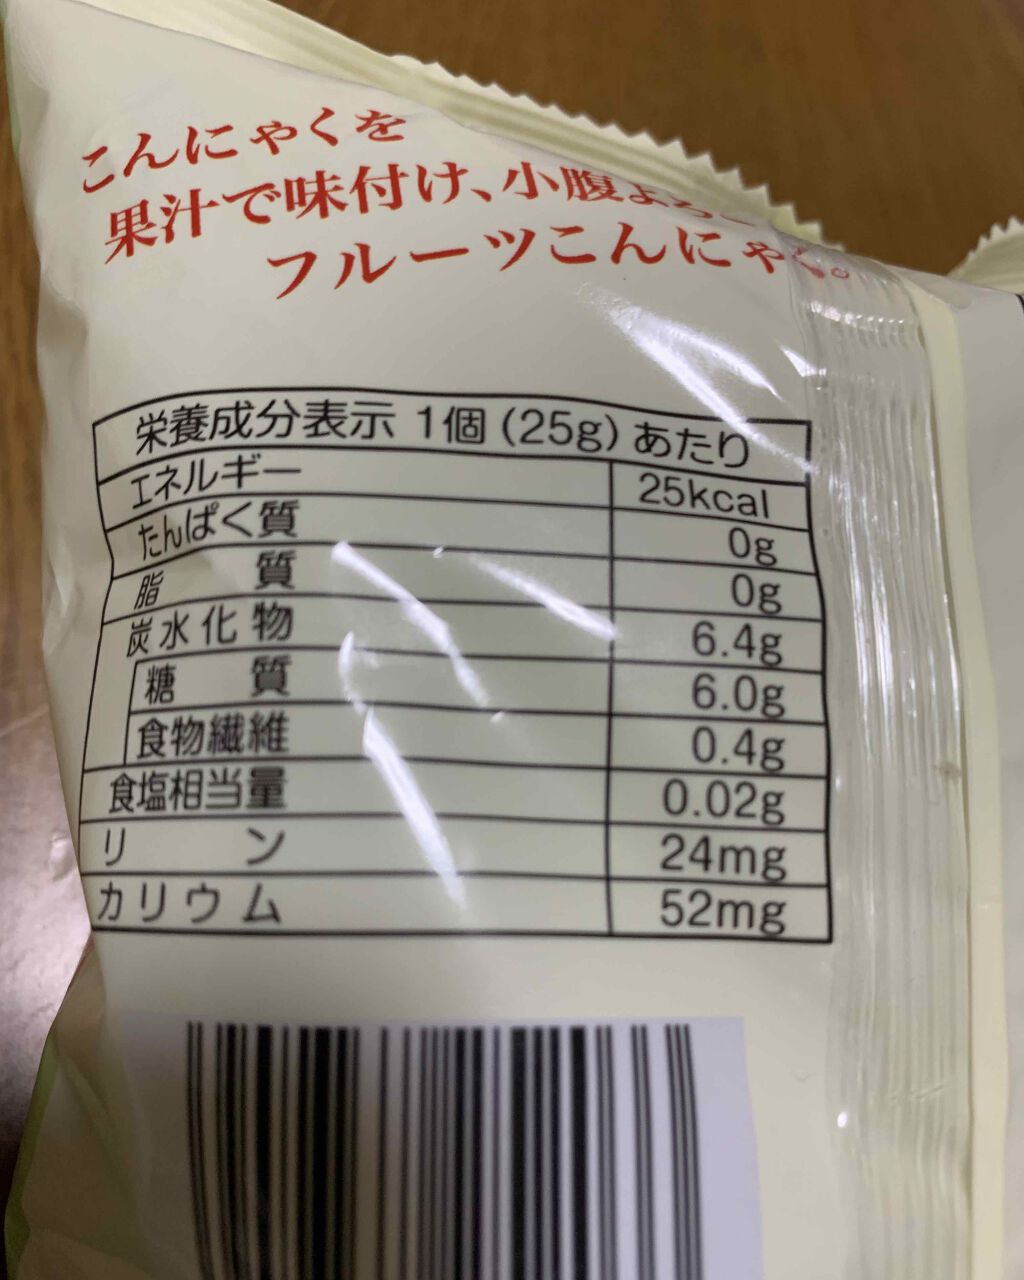 こんにゃくを
果汁で味付け、小腹よろこ
フルーツこんにゃく。
栄養成分表示 1個 (25g) あたり
エネルギー 25kcal
たんぱく質 0g
脂質 0g
炭水化物 6.4g
糖質 6.0g
食物繊維 0.4g
食塩相当量 0.02g
リン 24mg
カリウム 52mg